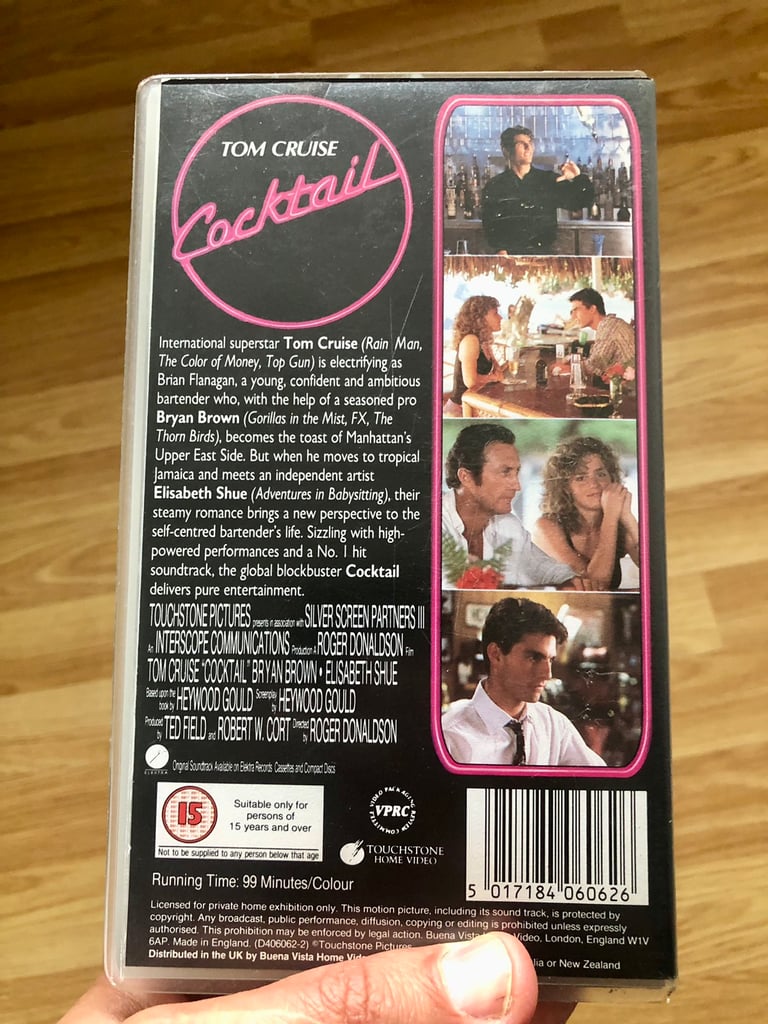 TOM CRUISE
Cocktail
International superstar Tom Cruise (Rain Man,
The Color of Money, Top Gun) is electrifying as
Brian Flanagan, a young, confident and ambitious
bartender who, with the help of a seasoned pro
Bryan Brown (Gorillas in the Mist, FX, The
Thorn Birds), becomes the toast of Manhattan's
Upper East Side. But when he moves to tropical
Jamaica and meets an independent artist
Elisabeth Shue (Adventures in Babysitting), their
steamy romance brings a new perspective to the
self-centred bartender's life. Sizzling with high-
powered performances and a No. 1 hit
soundtrack, the global blockbuster Cocktail
delivers pure entertainment.
TOUCHSTONE PICTURES presents in association with SILVER SCREEN PARTNERS III
An INTERSCOPE COMMUNICATIONS Production A ROGER DONALDSON Film
TOM CRUISE "COCKTAIL" BRYAN BROWN • ELISABETH SHUE
Based upon the book by HEYWOOD GOULD Screenplay by HEYWOOD GOULD
Produced by TED FIELD and ROBERT W. CORT Directed by ROGER DONALDSON
ELEKTRA
Original Soundtrack Available on Elektra Records, Cassettes and Compact Discs
15
Suitable only for
persons of
15 years and over
Not to be supplied to any person below that age
VIDEO PACKAGING REVIEW COMMITTEE
VPRC
TOUCHSTONE
HOME VIDEO
5 017184 060626
Running Time: 99 Minutes/Colour
Licensed for private home exhibition only. This motion picture, including its sound track, is protected by
copyright. Any broadcast, public performance, diffusion, copying or editing is prohibited unless expressly
authorised. This prohibition may be enforced by legal action. Buena Vista Video, London, England W1V
6AP. Made in England. (D406062-2) ©Touchstone Pictures
Distributed in the UK by Buena Vista Home or New Zealand